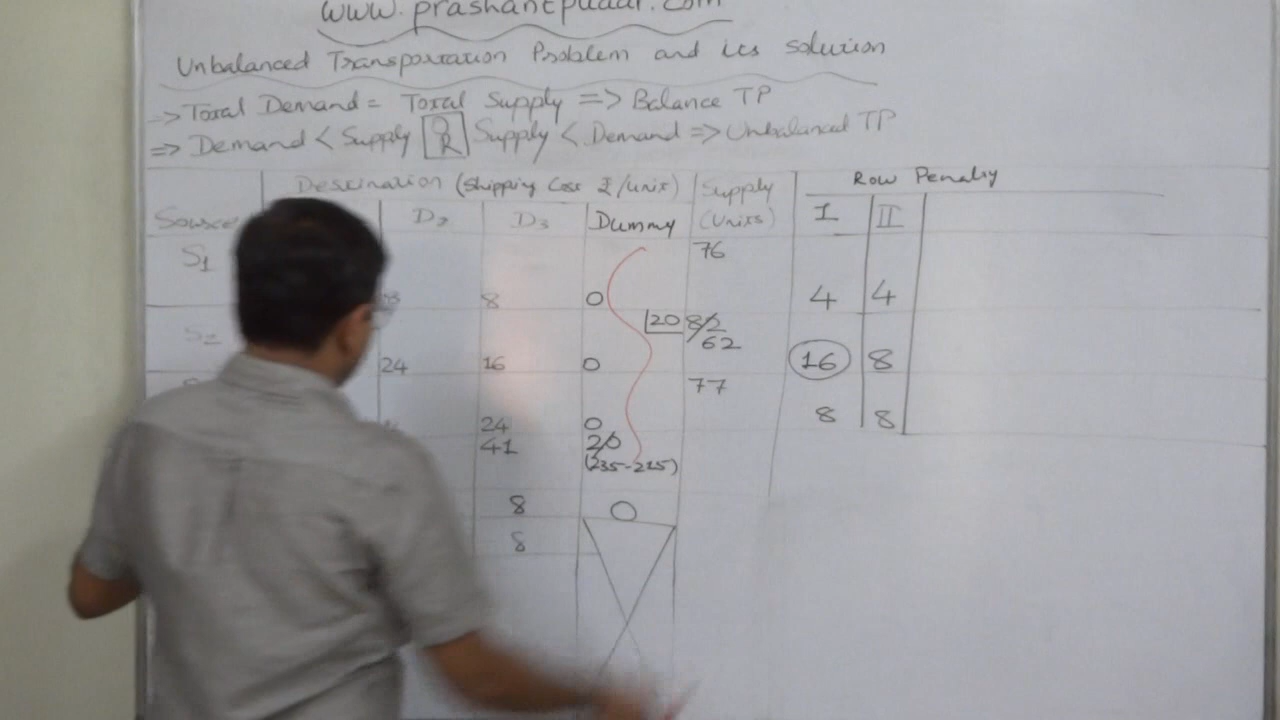 www.prashantpuaar.com
Unbalanced Transportation Problem and its solution
=> Total Demand = Total Supply => Balance TP
=> Demand < Supply OR Supply < Demand => Unbalanced TP
Destination (Shipping Cost ₹/unit) Supply Row Penalty
Source D2 D3 Dummy (Units) I II
S1 76
8 0 4 4
S2 20 82
62
24 16 0 16 8
77
24 0 8 8
41 20
(235-215)
8 0
8